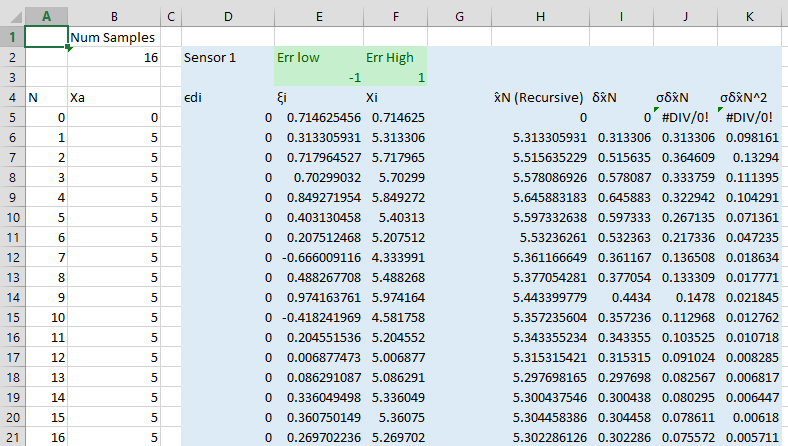 A B C D E F G H I J K
1 Num Samples
2 16 Sensor 1 Err low Err High
3 -1 1
4 N Xa ϵdi ξi Xi x̂N (Recursive) δx̂N σδx̂N σδx̂N^2
5 0 0 0 0.714625456 0.714625 0 0 #DIV/0! #DIV/0!
6 1 5 0 0.313305931 5.313306 5.313305931 0.313306 0.313306 0.098161
7 2 5 0 0.717964527 5.717965 5.515635229 0.515635 0.364609 0.13294
8 3 5 0 0.70299032 5.70299 5.578086926 0.578087 0.333759 0.111395
9 4 5 0 0.849271954 5.849272 5.645883183 0.645883 0.322942 0.104291
10 5 5 0 0.403130458 5.40313 5.597332638 0.597333 0.267135 0.071361
11 6 5 0 0.207512468 5.207512 5.53236261 0.532363 0.217336 0.047235
12 7 5 0 -0.666009116 4.333991 5.361166649 0.361167 0.136508 0.018634
13 8 5 0 0.488267708 5.488268 5.377054281 0.377054 0.133309 0.017771
14 9 5 0 0.974163761 5.974164 5.443399779 0.4434 0.1478 0.021845
15 10 5 0 -0.418241969 4.581758 5.357235604 0.357236 0.112968 0.012762
16 11 5 0 0.204551536 5.204552 5.343355234 0.343355 0.103525 0.010718
17 12 5 0 0.006877473 5.006877 5.315315421 0.315315 0.091024 0.008285
18 13 5 0 0.086291087 5.086291 5.297698165 0.297698 0.082567 0.006817
19 14 5 0 0.336049498 5.336049 5.300437546 0.300438 0.080295 0.006447
20 15 5 0 0.360750149 5.36075 5.304458386 0.304458 0.078611 0.00618
21 16 5 0 0.269702236 5.269702 5.302286126 0.302286 0.075572 0.005711